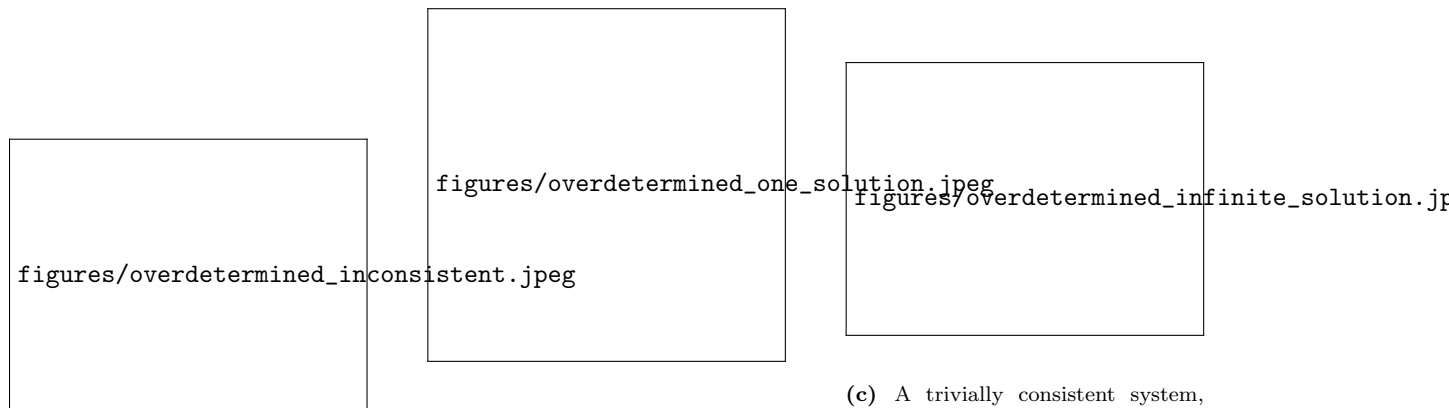 figures/overdetermined_inconsistent.jpeg
figures/overdetermined_one_solution.jpeg
figures/overdetermined_infinite_solution.jp
(c) A trivially consistent system,